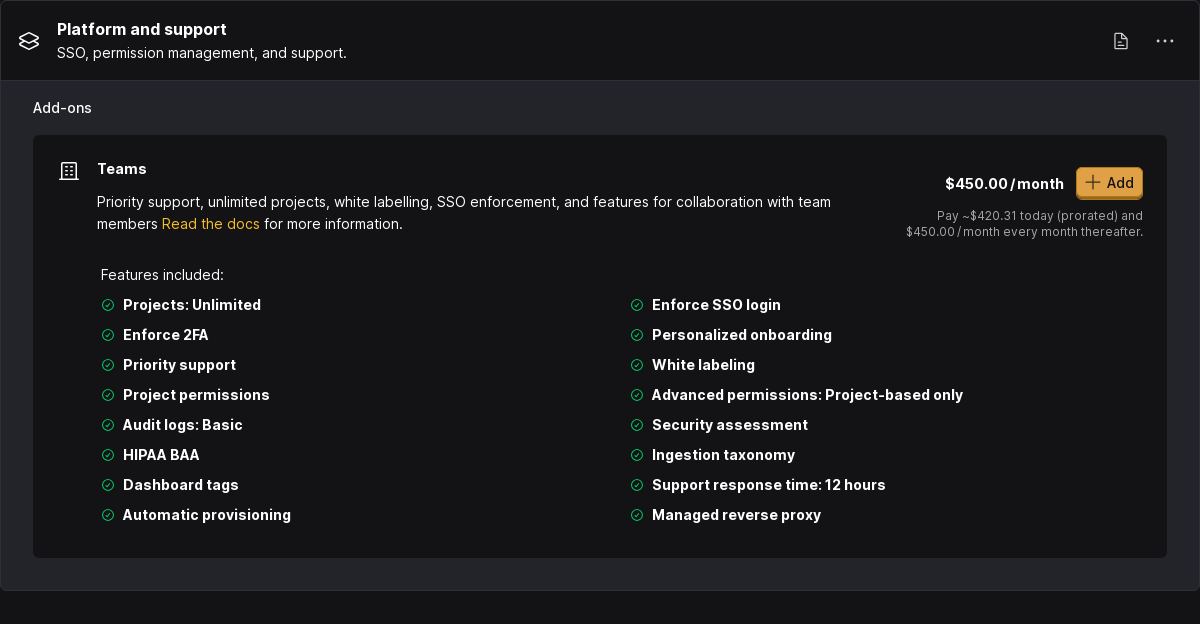 Platform and support
SSO, permission management, and support.
Add-ons
Teams
Priority support, unlimited projects, white labelling, SSO enforcement, and features for collaboration with team
members Read the docs for more information.
$450.00/month
Add
Pay ~$420.31 today (prorated) and
$450.00/month every month thereafter.
Features included:
Projects: Unlimited
Enforce 2FA
Priority support
Project permissions
Audit logs: Basic
HIPAA BAA
Dashboard tags
Automatic provisioning
Enforce SSO login
Personalized onboarding
White labeling
Advanced permissions: Project-based only
Security assessment
Ingestion taxonomy
Support response time: 12 hours
Managed reverse proxy